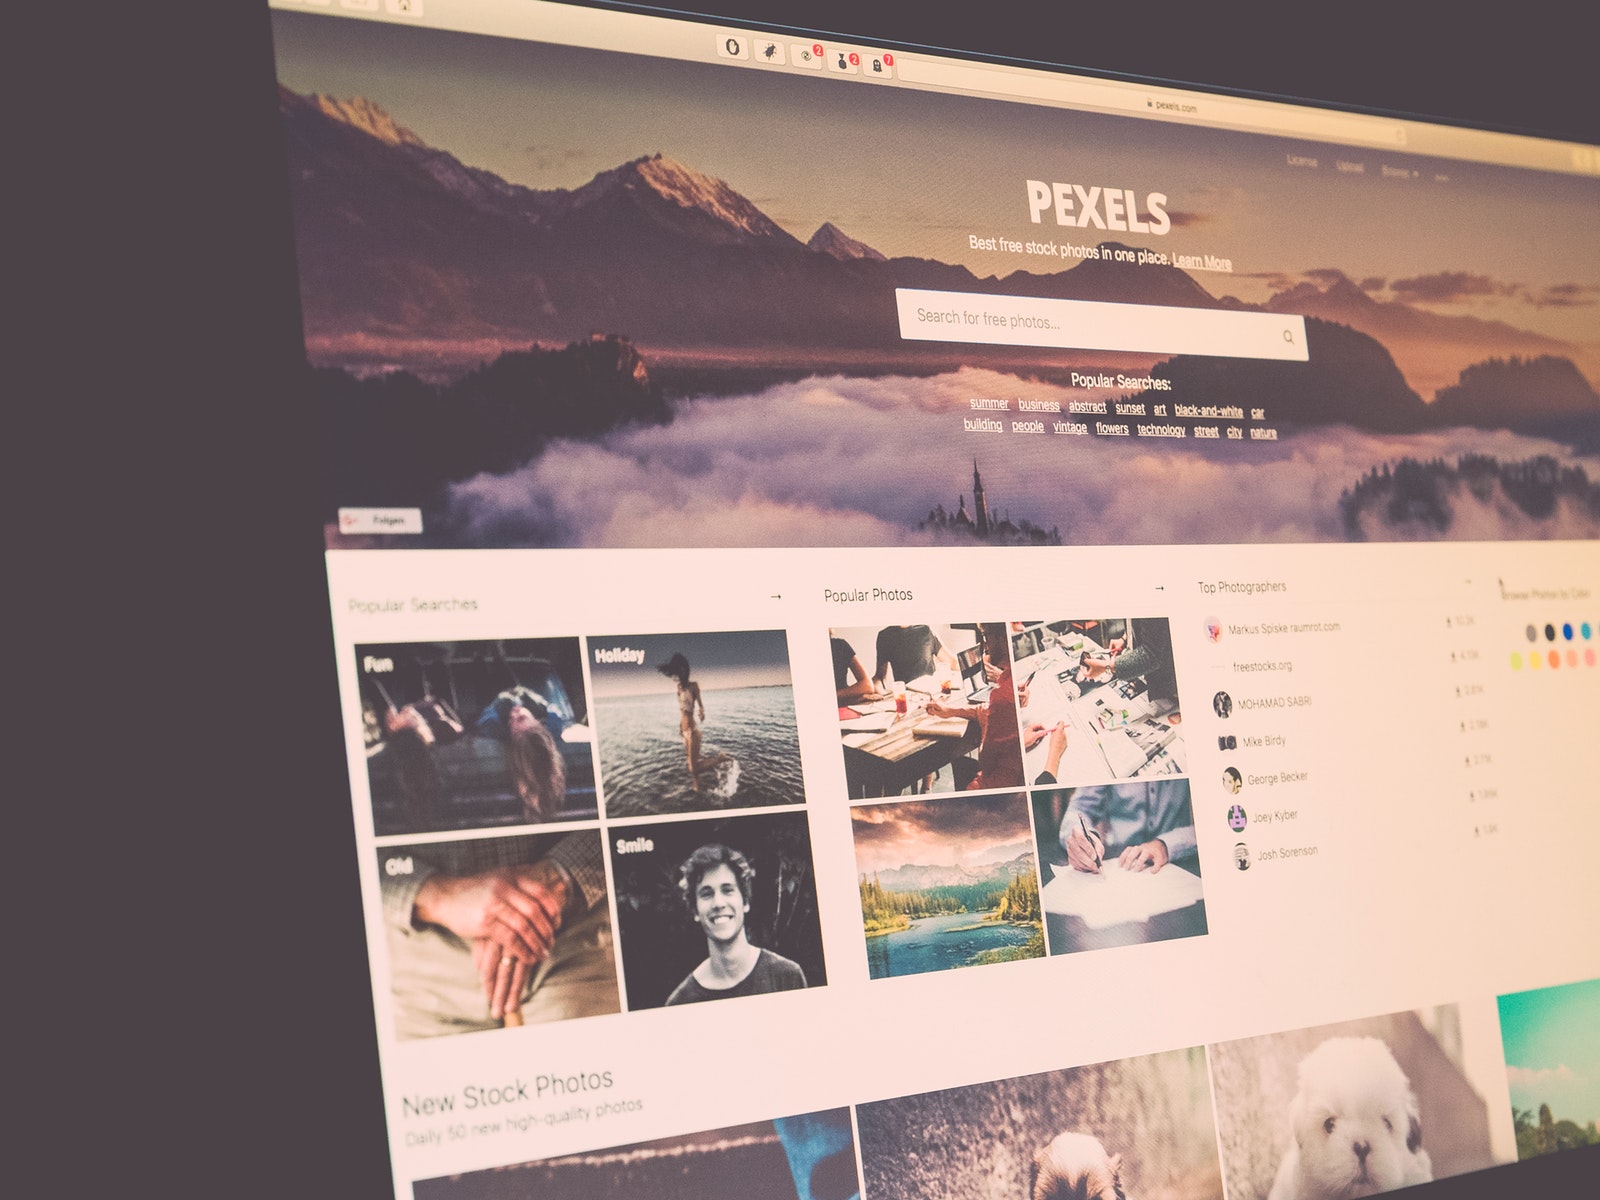 2
2
7
pexels.com
License Upload
PEXELS
Best free stock photos in one place. Learn More
Search for free photos...
Popular Searches:
summer business abstract sunset art black-and-white car
building people vintage flowers technology street city nature
Folgen
Popular Searches →
Fun
Holiday
Old
Smile
Popular Photos →
Top Photographers →
Markus Spiske raumrot.com
freestocks.org
MOHAMAD SABRI
Mike Birdy
George Becker
Joey Kyber
Josh Sorenson
Browse Photos by Color
New Stock Photos
Daily 50 new high-quality photos